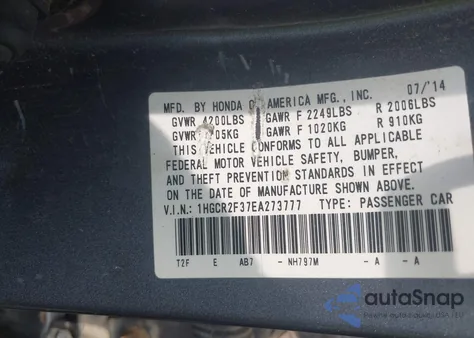 07/'14
MFD. BY HONDA OF AMERICA MFG., INC.
GVWR 4200LBS GAWR F 2249LBS R 2006LBS
GVWR 05KG GAWR F 1020KG R 910KG
THIS VEHICLE CONFORMS TO ALL APPLICABLE
FEDERAL MOTOR VEHICLE SAFETY, BUMPER,
AND THEFT PREVENTION STANDARDS IN EFFECT
ON THE DATE OF MANUFACTURE SHOWN ABOVE.
V.I.N.: 1HGCR2F37EA273777 TYPE: PASSENGER CAR
T2F E AB7 - NH797M - A - A
autoSnap